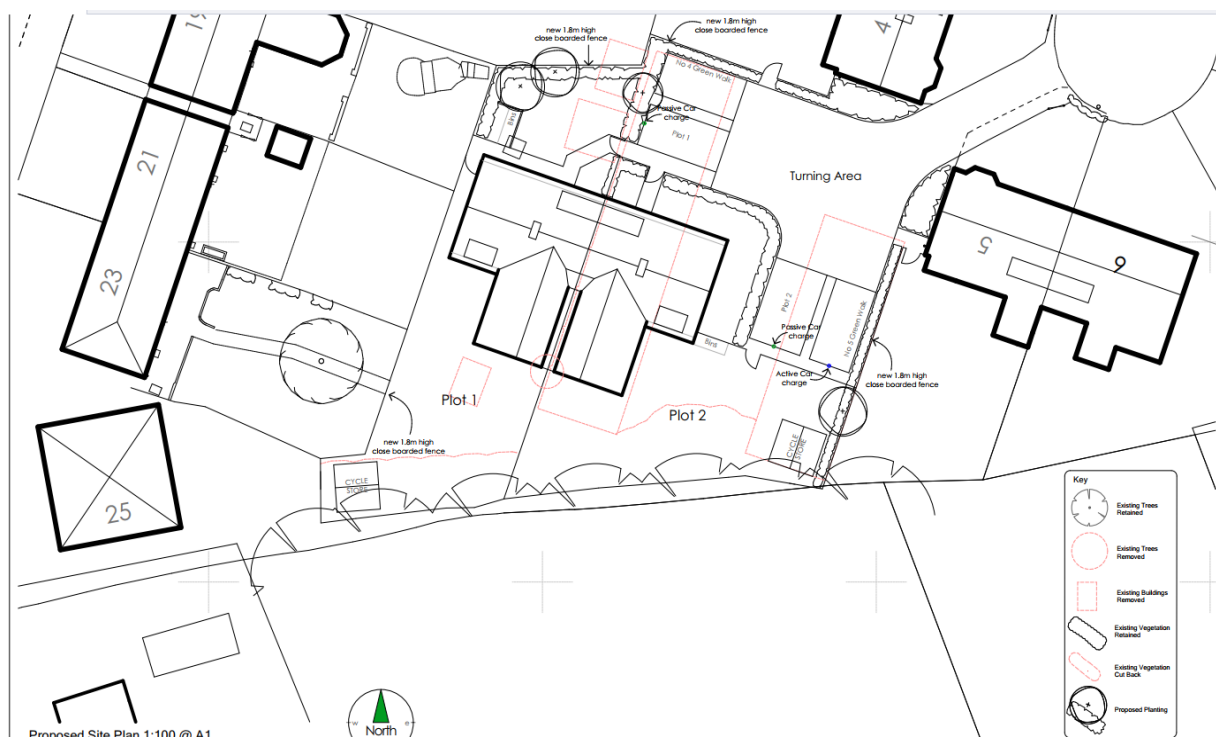 new 1.8m high
close boarded fence
new 1.8m high
close boarded fence
19
4
No 4 Green Walk
Passive Car
charge
Bins
Plot 1
21
Turning Area
5
6
23
Plot 2
No 5 Green Walk
Passive Car
charge
Bins
Active Car
charge
new 1.8m high
close boarded fence
Plot 1
Plot 2
new 1.8m high
close boarded fence
CYCLE
STORE
CYCLE
STORE
25
Key
Existing Trees
Retained
Existing Trees
Removed
Existing Buildings
Removed
Existing Vegetation
Retained
Existing Vegetation
Cut Back
Proposed Planting
w
e
North
Proposed Site Plan 1:100 @ A1